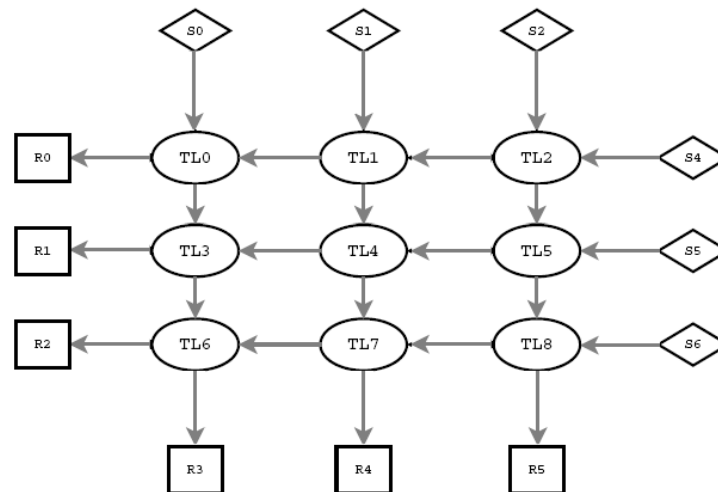 S0 S1 S2
R0 TL0 TL1 TL2 S4
R1 TL3 TL4 TL5 S5
R2 TL6 TL7 TL8 S6
R3 R4 R5